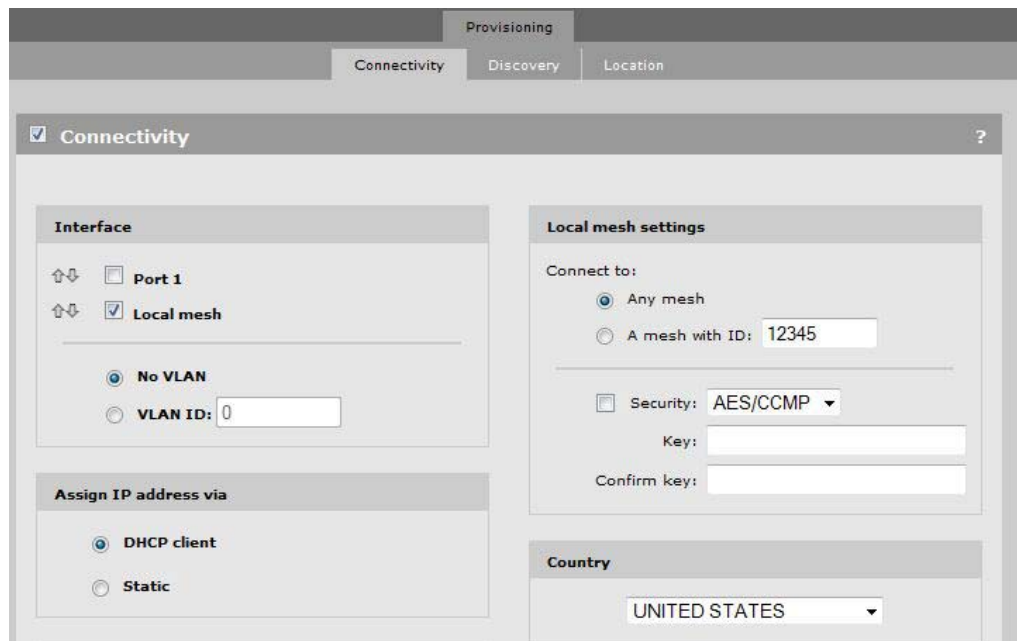 Provisioning
Connectivity
Discovery
Location
Connectivity
?
Interface
Port 1
Local mesh
No VLAN
VLAN ID: 0
Assign IP address via
DHCP client
Static
Local mesh settings
Connect to:
Any mesh
A mesh with ID: 12345
Security: AES/CCMP
Key:
Confirm key:
Country
UNITED STATES